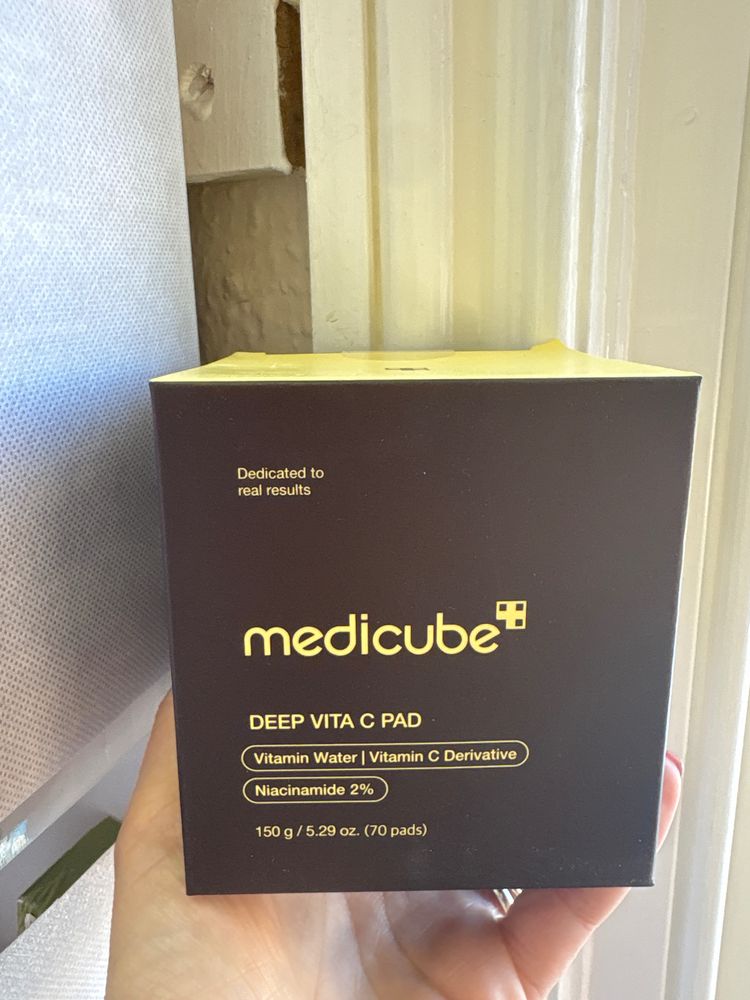 Dedicated to
real results
medicube
DEEP VITA C PAD
Vitamin Water | Vitamin C Derivative
Niacinamide 2%
150 g / 5.29 oz. (70 pads)